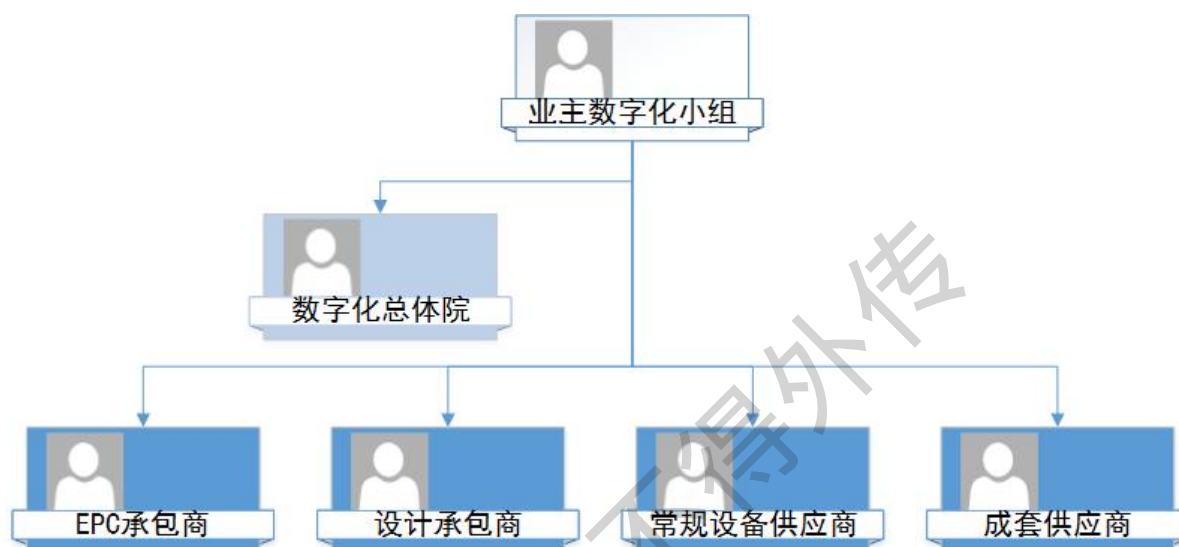 业主数字化小组
数字化总体院
EPC承包商
设计承包商
常规设备供应商
成套供应商
不得外传